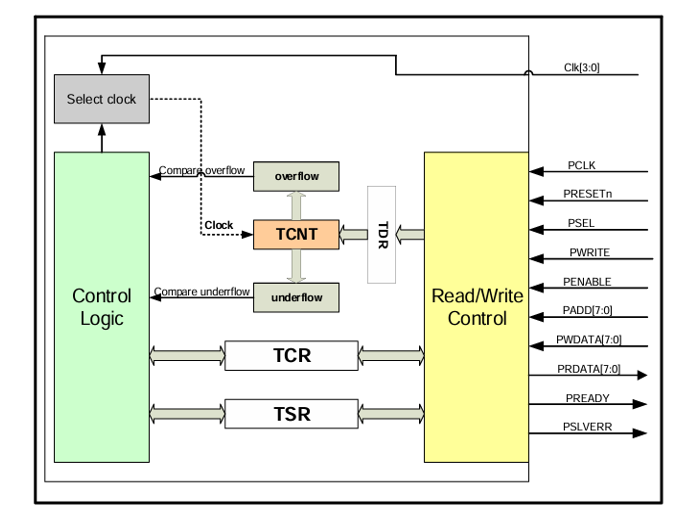 Clk[3:0]
Select clock
PCLK
Compare overflow
overflow
PRESETn
Clock
TCNT
TDR
PSEL
PWRITE
Compare underrflow
underflow
PENABLE
Control
Logic
Read/Write
Control
PADD[7:0]
PWDATA[7:0]
TCR
PRDATA[7:0]
PREADY
TSR
PSLVERR